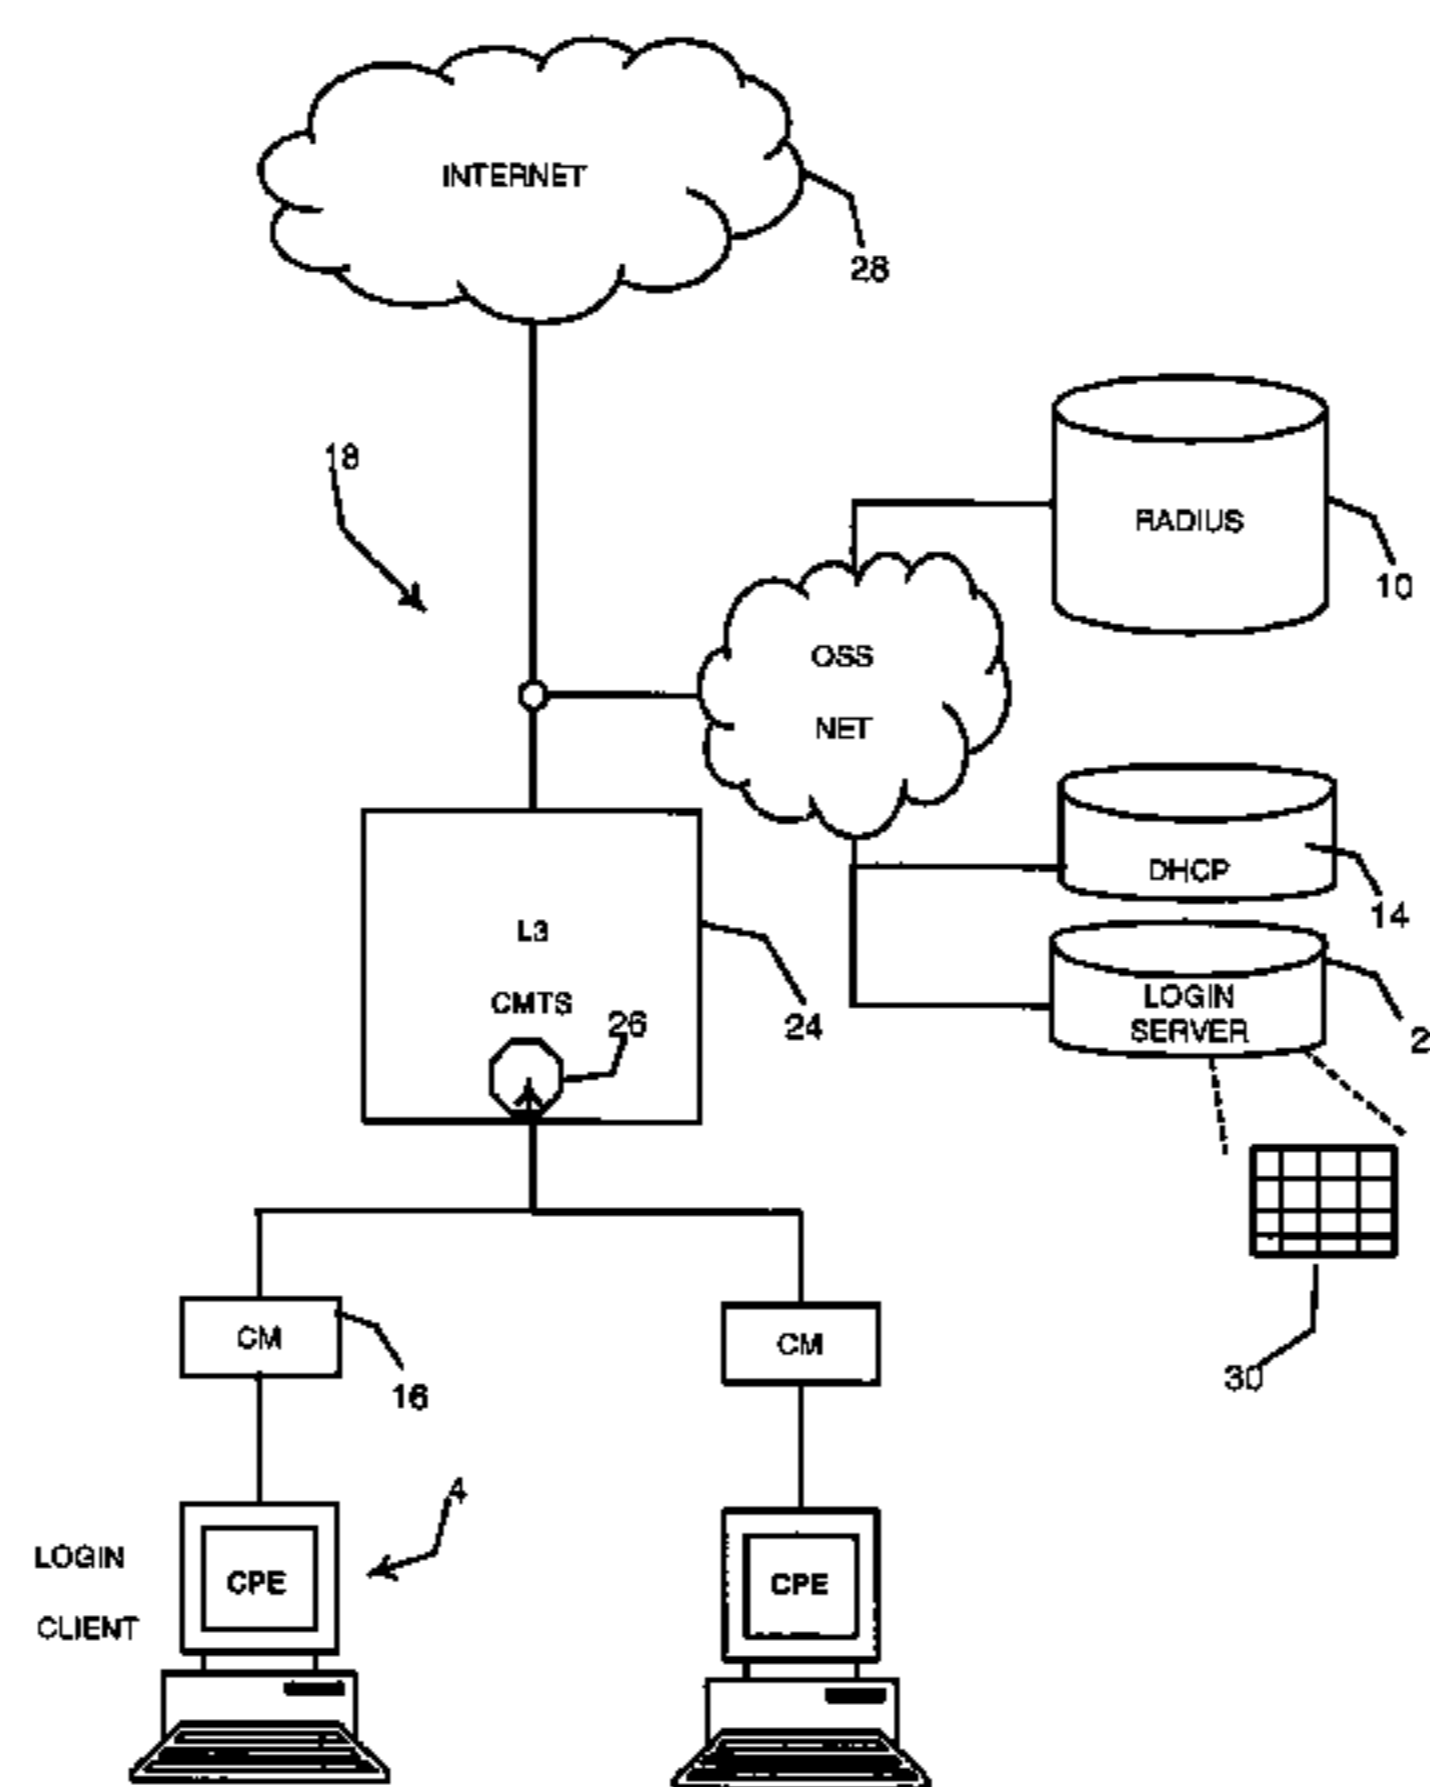 INTERNET
28
18
RADIUS
10
OSS
NET
DHCP
14
L3
CMTS
26
24
LOGIN
SERVER
2
30
CM
16
CM
4
LOGIN
CLIENT
CPE
CPE